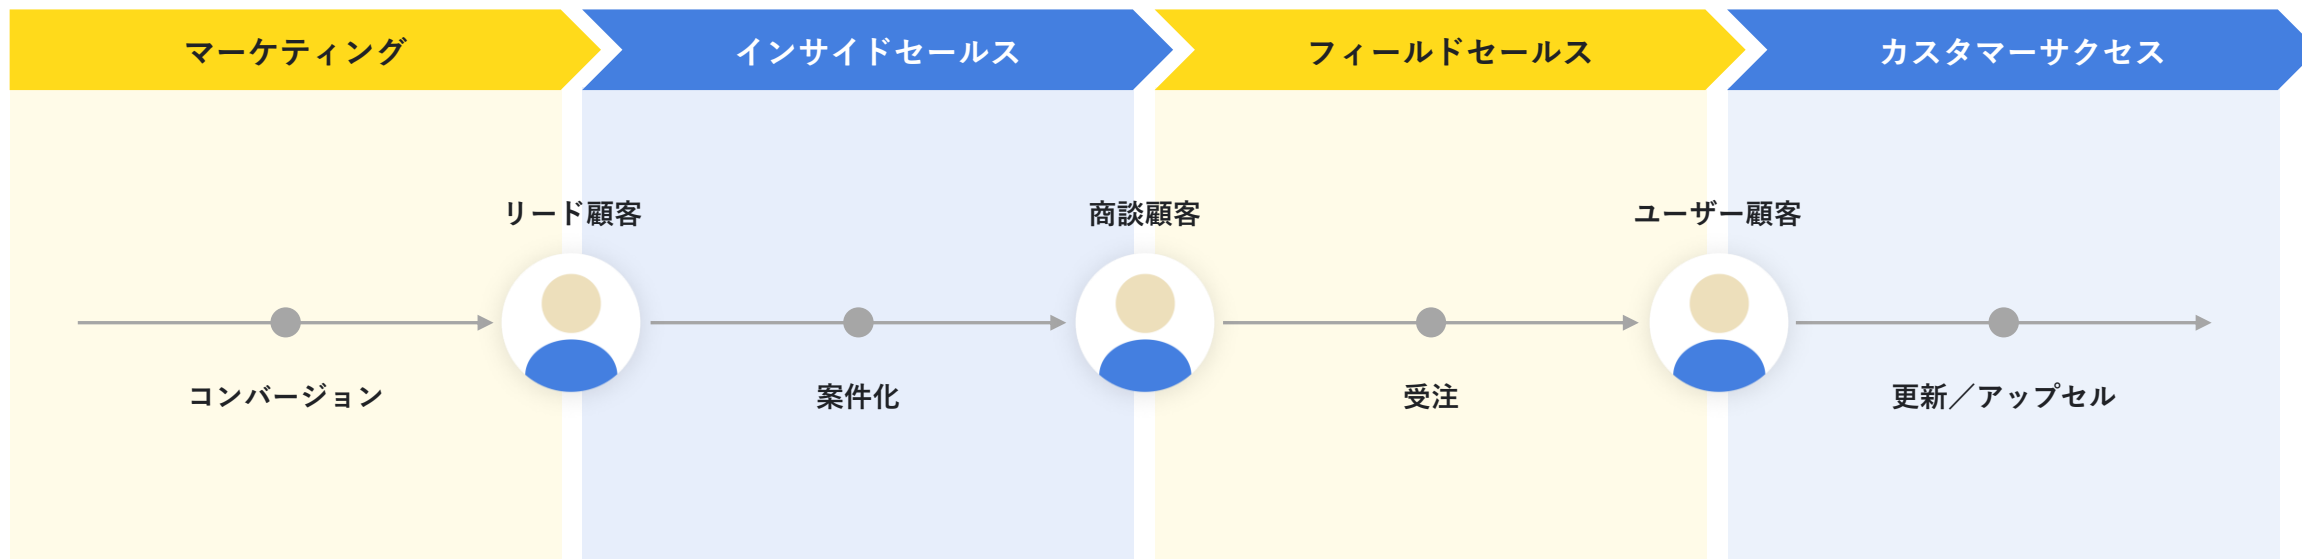 マーケティング
インサイドセールス
フィールドセールス
カスタマーサクセス
リード顧客
商談顧客
ユーザー顧客
コンバージョン
案件化
受注
更新／アップセル